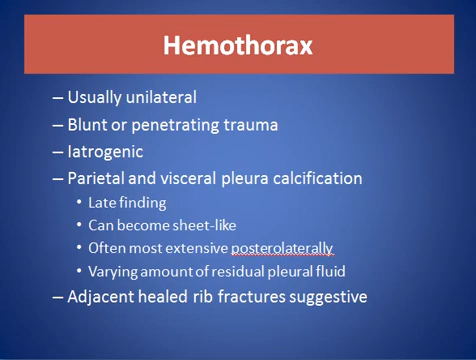 Hemothorax
– Usually unilateral
– Blunt or penetrating trauma
– Iatrogenic
– Parietal and visceral pleura calcification
• Late finding
• Can become sheet-like
• Often most extensive posterolaterally
• Varying amount of residual pleural fluid
– Adjacent healed rib fractures suggestive